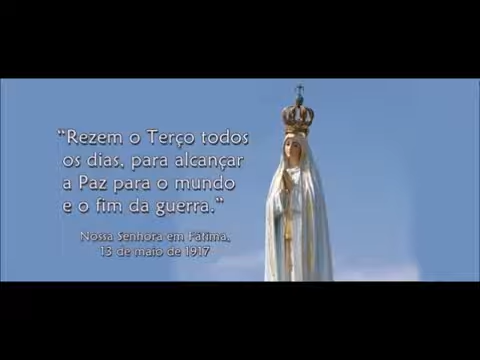 “Rezem o Terço todos
os dias, para alcançar
a Paz para o mundo
e o fim da guerra.”
Nossa Senhora em Fátima,
13 de maio de 1917